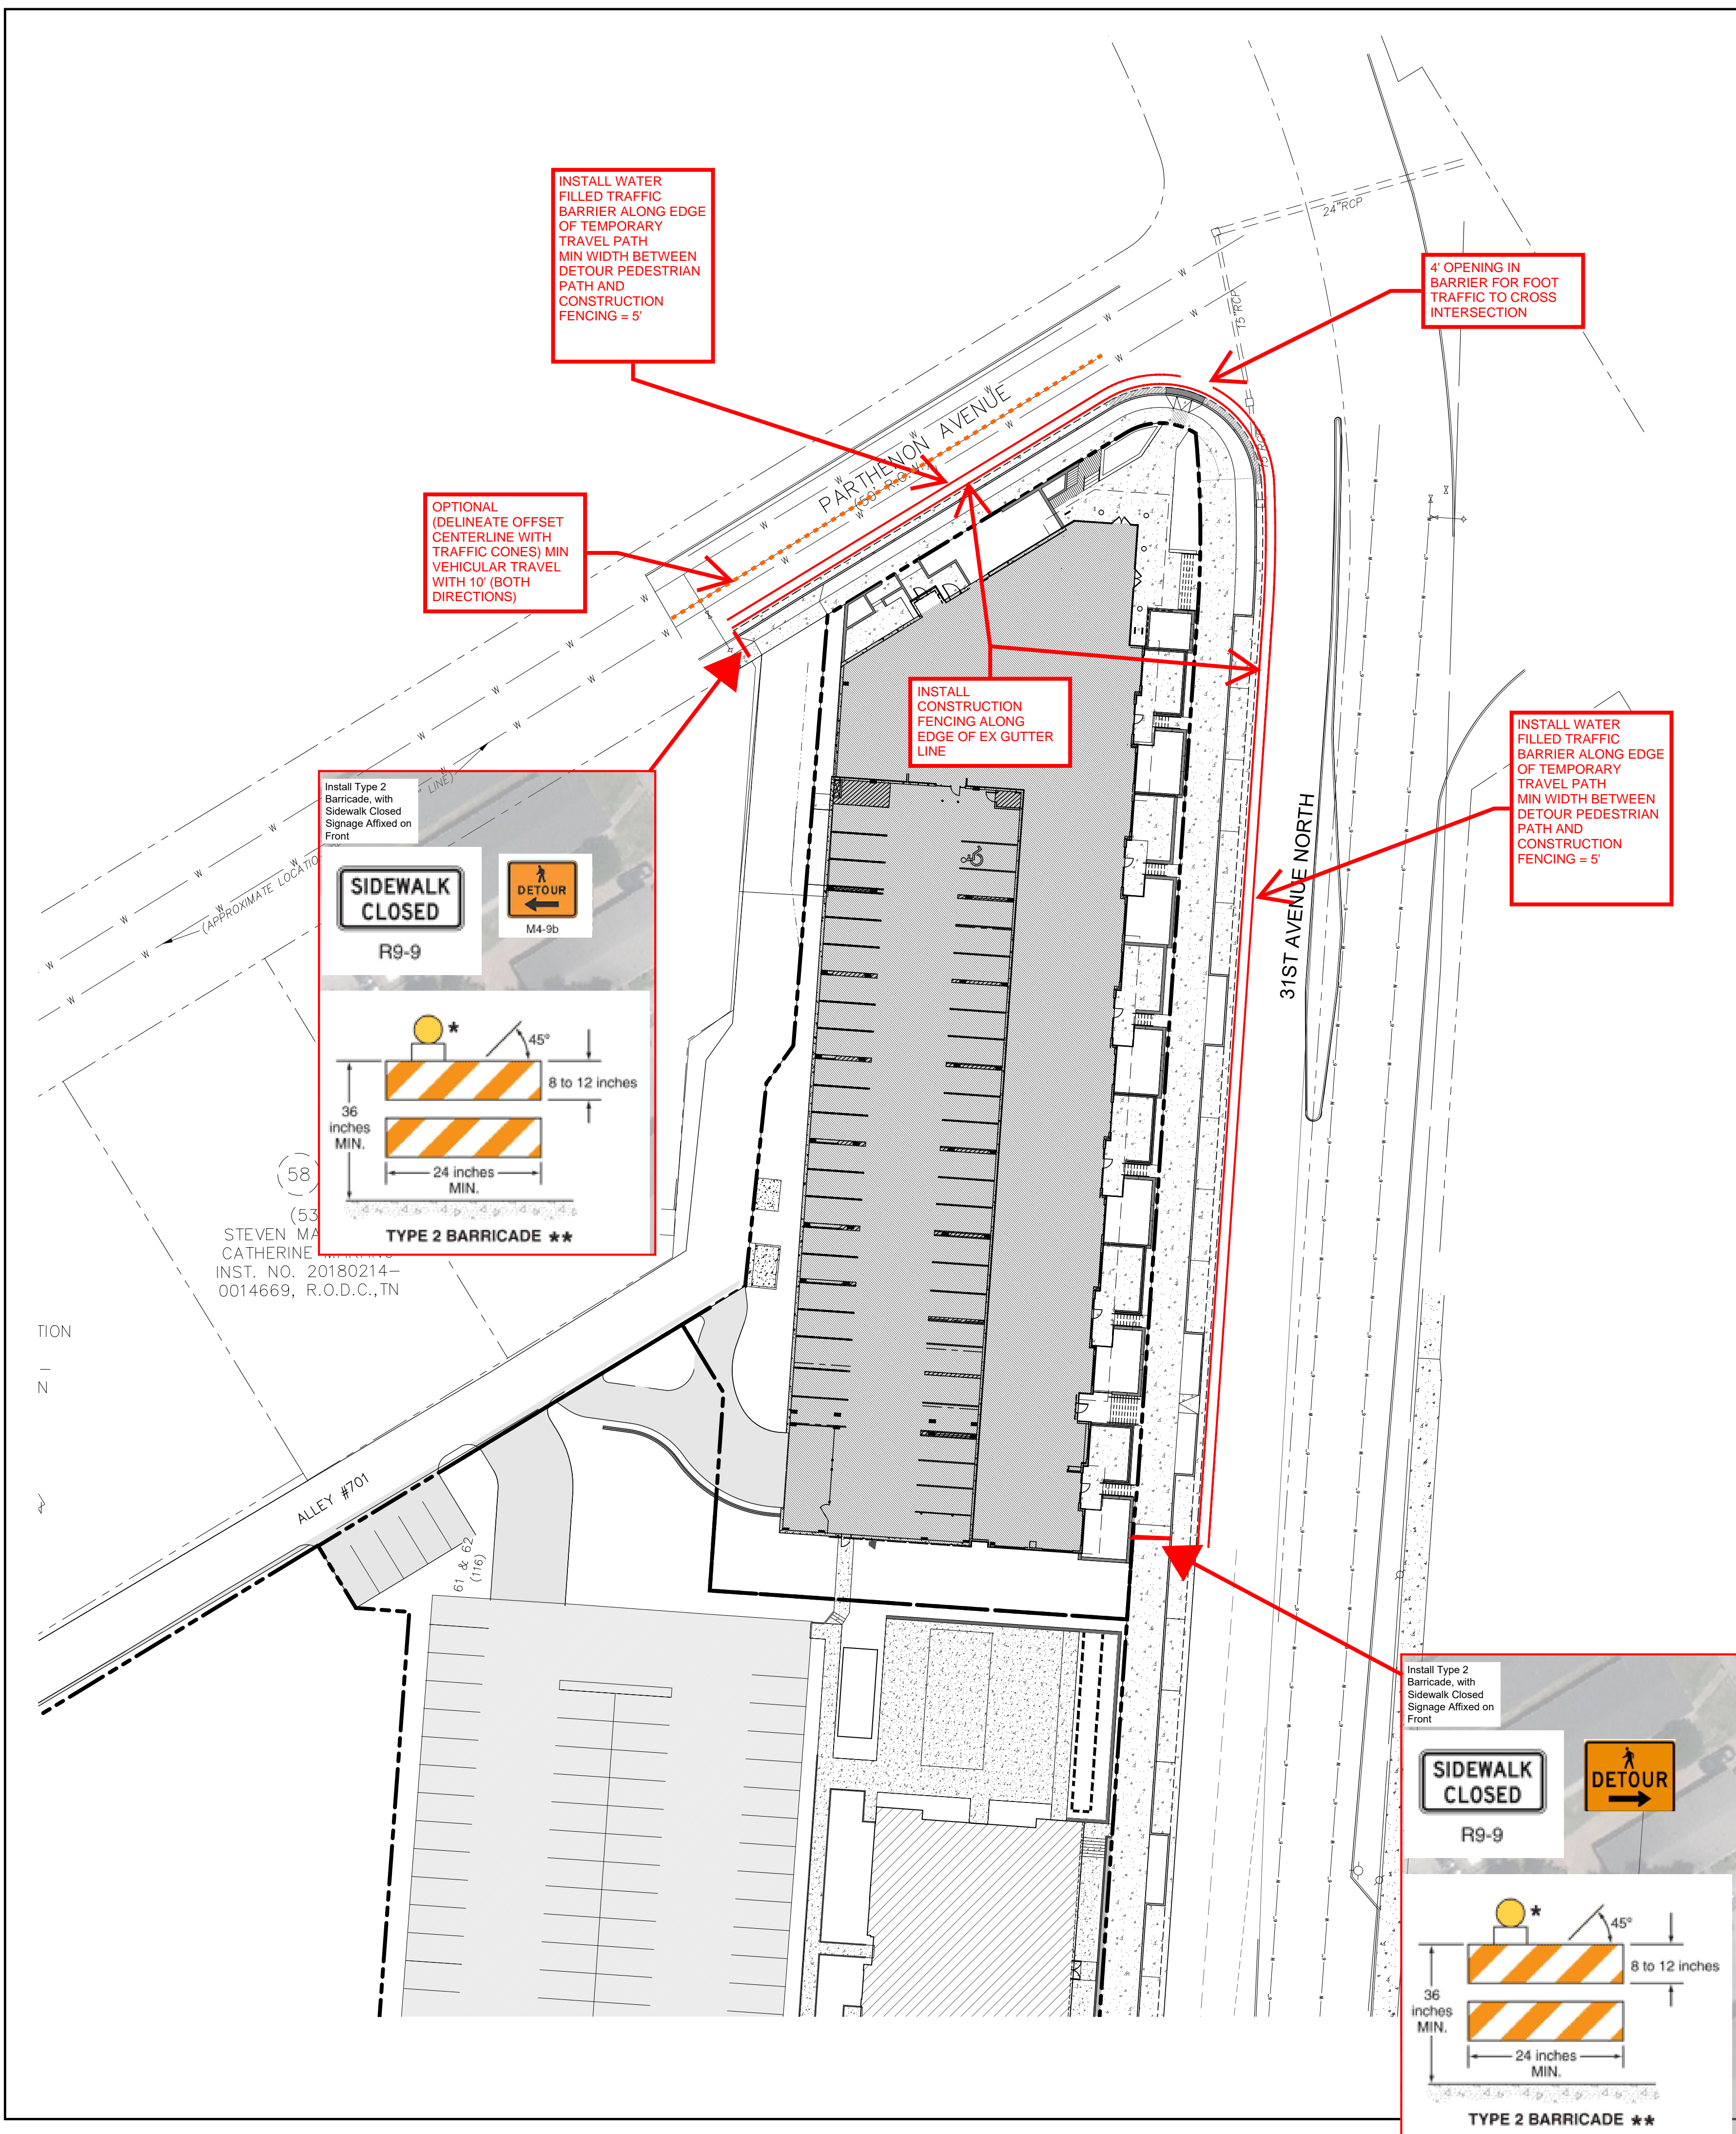 INSTALL WATER
FILLED TRAFFIC
BARRIER ALONG EDGE
OF TEMPORARY
TRAVEL PATH
MIN WIDTH BETWEEN
DETOUR PEDESTRIAN
PATH AND
CONSTRUCTION
FENCING = 5'
24"RCP
4' OPENING IN
BARRIER FOR FOOT
TRAFFIC TO CROSS
INTERSECTION
15"RCP
15"RCP
PARTHENON AVENUE
OPTIONAL
(DELINEATE OFFSET
CENTERLINE WITH
TRAFFIC CONES) MIN
VEHICULAR TRAVEL
WITH 10' (BOTH
DIRECTIONS)
INSTALL
CONSTRUCTION
FENCING ALONG
EDGE OF EX GUTTER
LINE
INSTALL WATER
FILLED TRAFFIC
BARRIER ALONG EDGE
OF TEMPORARY
TRAVEL PATH
MIN WIDTH BETWEEN
DETOUR PEDESTRIAN
PATH AND
CONSTRUCTION
FENCING = 5'
31ST AVENUE NORTH
(APPROXIMATE LOCATIO
LINE)
Install Type 2
Barricade, with
Sidewalk Closed
Signage Affixed on
Front
SIDEWALK
CLOSED
R9-9
DETOUR
M4-9b
*
45°
8 to 12 inches
36
inches
MIN.
24 inches
MIN.
TYPE 2 BARRICADE **
58
(53
STEVEN MA
CATHERINE
INST. NO. 20180214-
0014669, R.O.D.C.,TN
TION
N
ALLEY #701
61 & 62
(116)
Install Type 2
Barricade, with
Sidewalk Closed
Signage Affixed on
Front
SIDEWALK
CLOSED
R9-9
DETOUR
*
45°
8 to 12 inches
36
inches
MIN.
24 inches
MIN.
TYPE 2 BARRICADE **